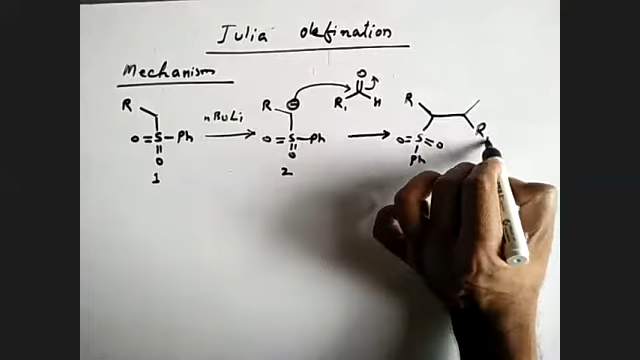 Julia olefination
Mechanism
R
O=S-Ph
O
1
nBuLi
R
⊖
O=S-Ph
O
2
O
R₁ H
R
R
O=S=O
Ph